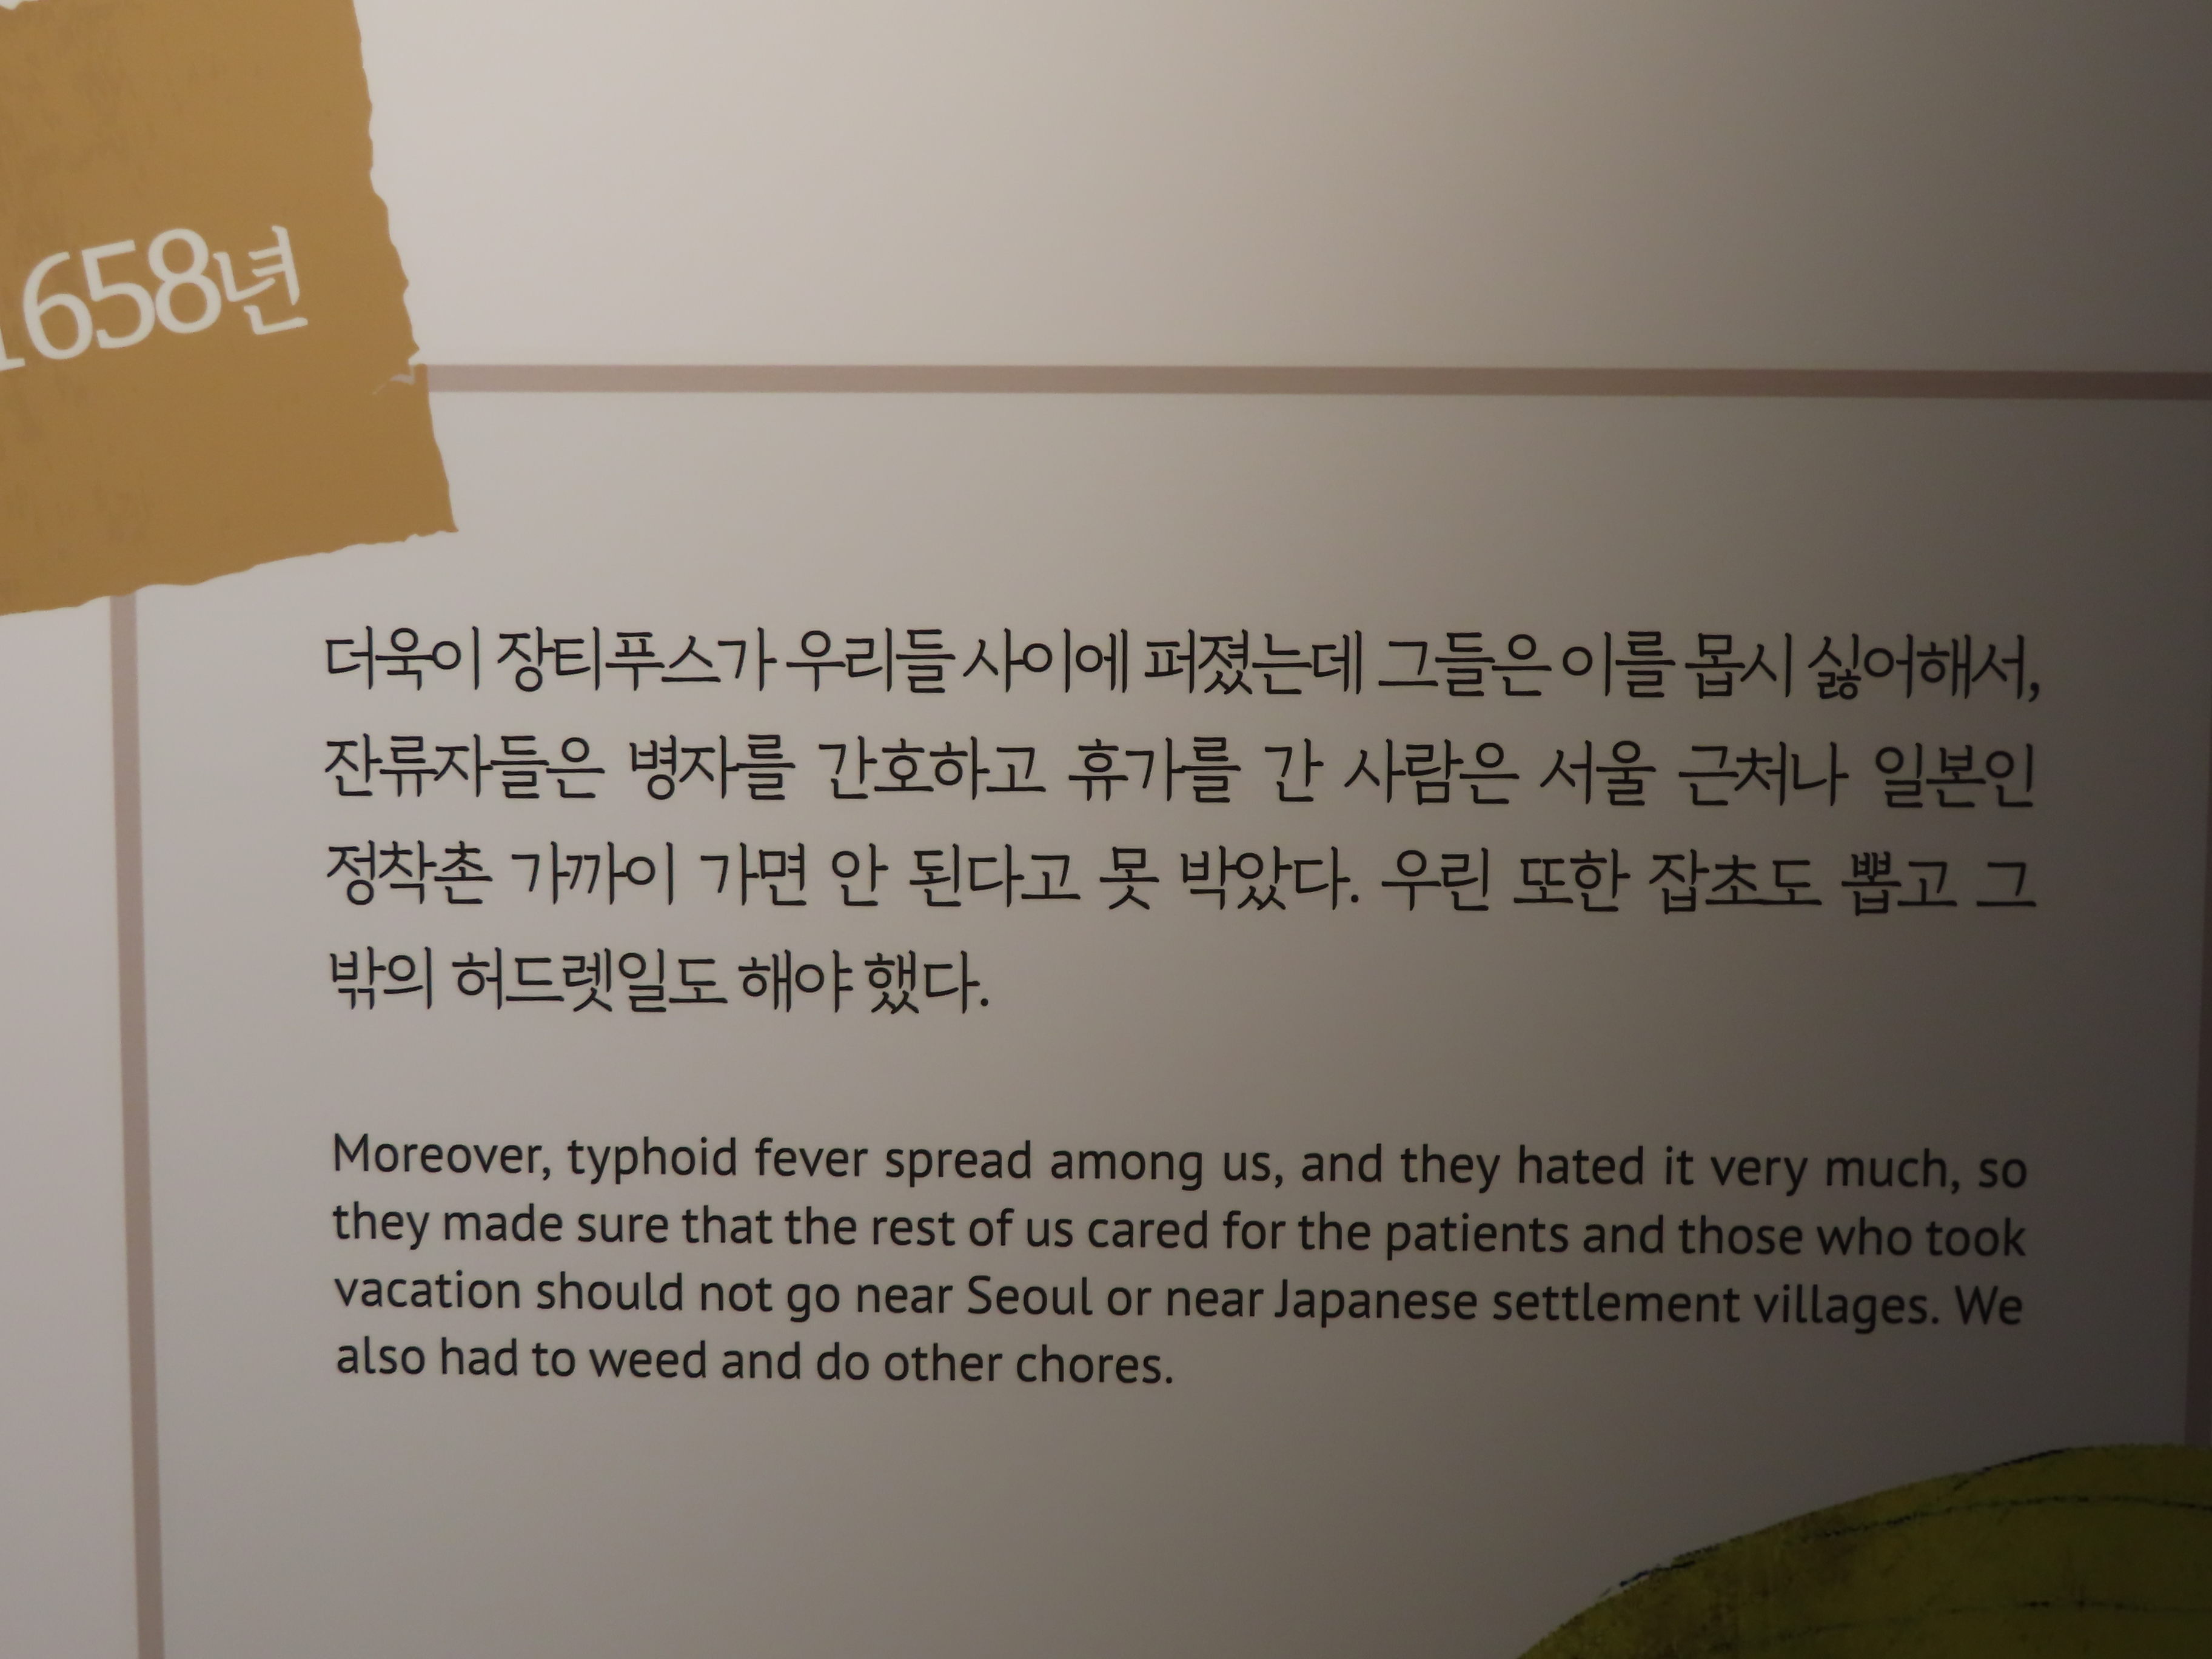 1658년
더욱이 장티푸스가 우리들 사이에 퍼졌는데 그들은 이를 몹시 싫어해서,
잔류자들은 병자를 간호하고 휴가를 간 사람은 서울 근처나 일본인
정착촌 가까이 가면 안 된다고 못 박았다. 우린 또한 잡초도 뽑고 그
밖의 허드렛일도 해야 했다.
Moreover, typhoid fever spread among us, and they hated it very much, so
they made sure that the rest of us cared for the patients and those who took
vacation should not go near Seoul or near Japanese settlement villages. We
also had to weed and do other chores.